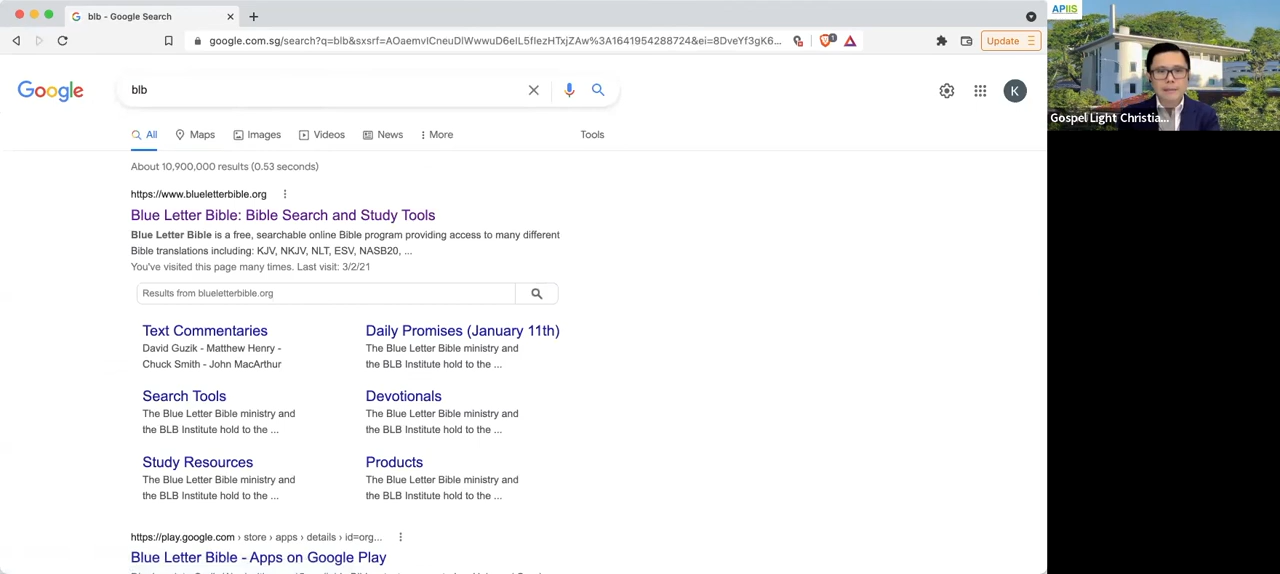 blb - Google Search
google.com.sg/search?q=blb&sxsrf=AOaemvICneuDlWwwuD6eIL5fIezHTxjZAw%3A1641954288724&ei=8DveYf3gK6...
1
Update
APIIS
Gospel Light Christia...
Google
blb
K
All
Maps
Images
Videos
News
More
Tools
About 10,900,000 results (0.53 seconds)
https://www.blueletterbible.org
Blue Letter Bible: Bible Search and Study Tools
Blue Letter Bible is a free, searchable online Bible program providing access to many different
Bible translations including: KJV, NKJV, NLT, ESV, NASB20, ...
You've visited this page many times. Last visit: 3/2/21
Results from blueletterbible.org
Text Commentaries
David Guzik - Matthew Henry -
Chuck Smith - John MacArthur
Daily Promises (January 11th)
The Blue Letter Bible ministry and
the BLB Institute hold to the ...
Search Tools
The Blue Letter Bible ministry and
the BLB Institute hold to the ...
Devotionals
The Blue Letter Bible ministry and
the BLB Institute hold to the ...
Study Resources
The Blue Letter Bible ministry and
the BLB Institute hold to the ...
Products
The Blue Letter Bible ministry and
the BLB Institute hold to the ...
https://play.google.com › store › apps › details › id=org...
Blue Letter Bible - Apps on Google Play